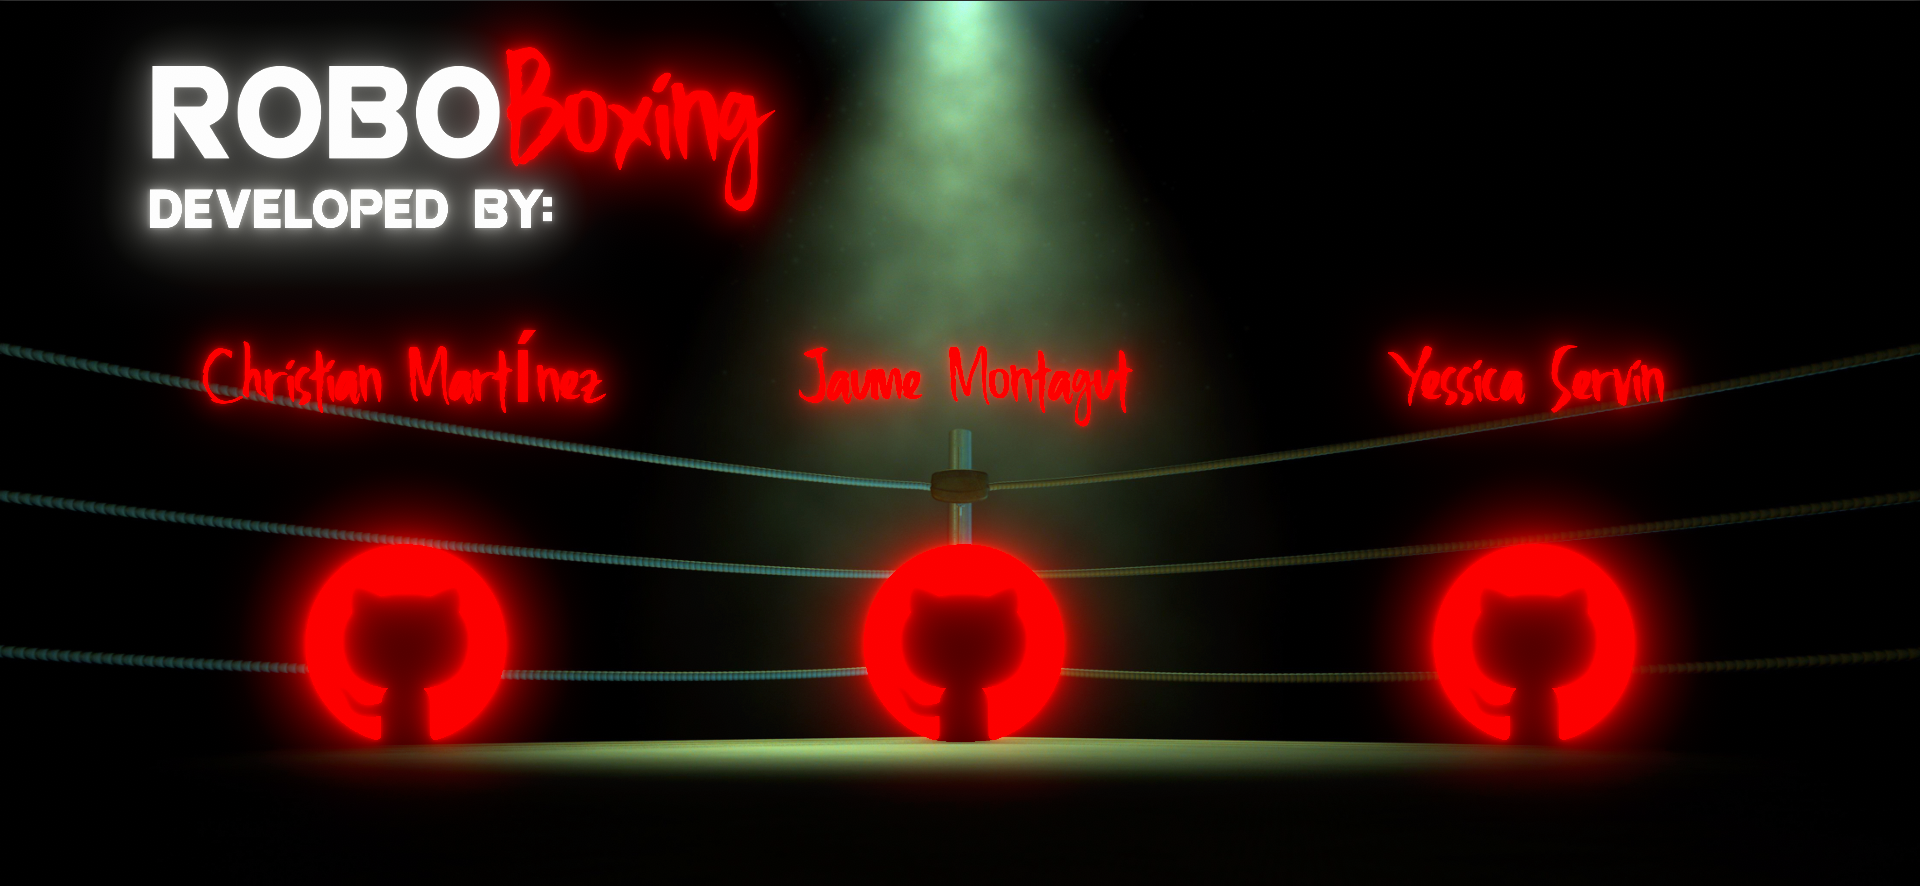 ROBOBoxing
DEVELOPED BY:
Christian MartÍnez
Jaume Montagut
Yessica Servin